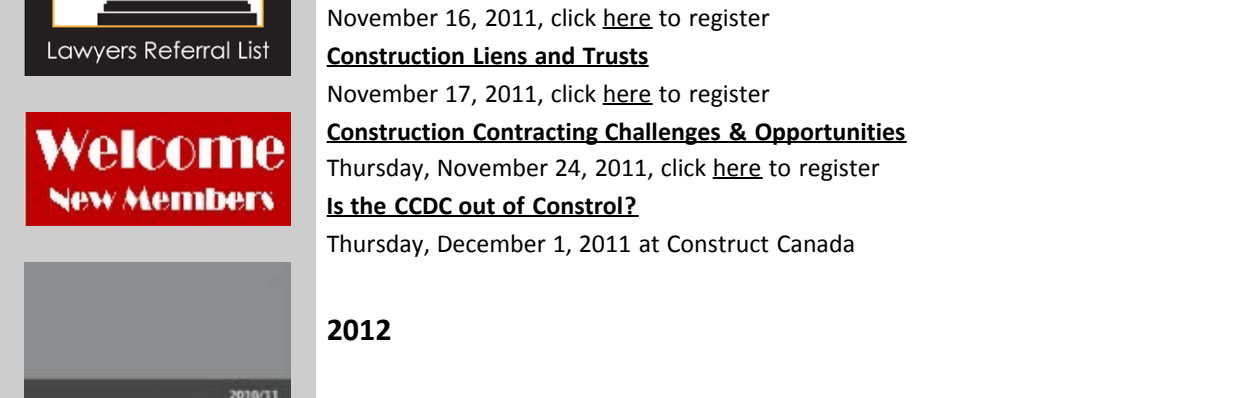 Lawyers Referral List
Welcome
New Members
2010/11
November 16, 2011, click here to register
Construction Liens and Trusts
November 17, 2011, click here to register
Construction Contracting Challenges & Opportunities
Thursday, November 24, 2011, click here to register
Is the CCDC out of Constrol?
Thursday, December 1, 2011 at Construct Canada
2012